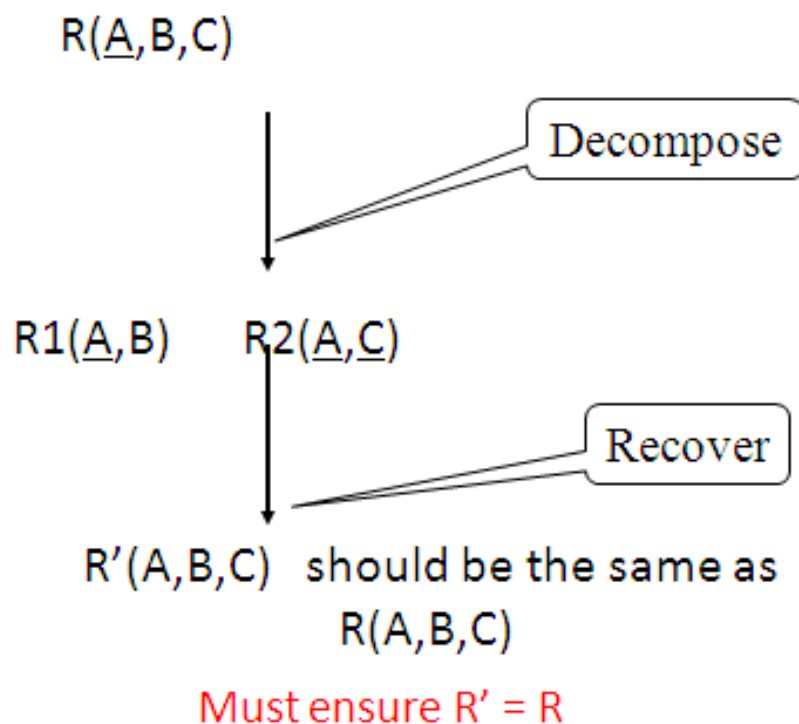 R(A,B,C)
Decompose
R1(A,B) R2(A,C)
Recover
R'(A,B,C) should be the same as
R(A,B,C)
Must ensure R' = R